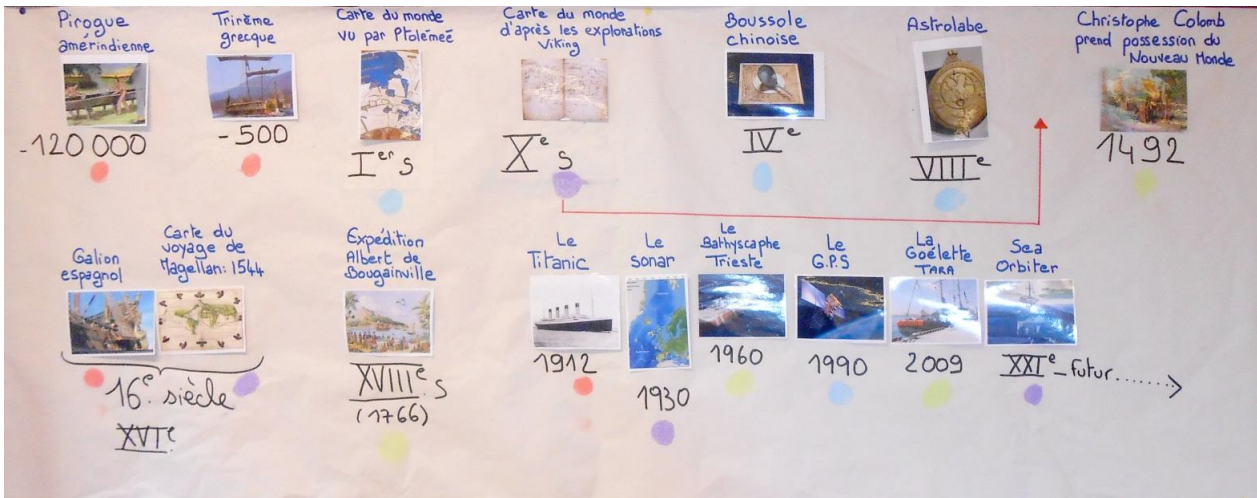 Pirogue
amérindienne
-120 000
Trirème
grecque
-500
Carte du monde
vu par Ptolémeé
Ier s
Carte du monde
d'après les explorations
Viking
Xe s
Boussole
chinoise
IVe
Astrolabe
VIIIe
Christophe Colomb
prend possession du
Nouveau Monde
1492
Galion
espagnol
Carte du
voyage de
Magellan: 1544
16e siècle
XVIe
Expédition
Albert de
Bougainville
XVIIIe s
(1766)
Le
Titanic
1912
Le
sonar
1930
Le
Bathyscaphe
Trieste
1960
Le
G.P.S
1990
La
Goélette
TARA
2009
Sea
Orbiter
XXIe_futur........